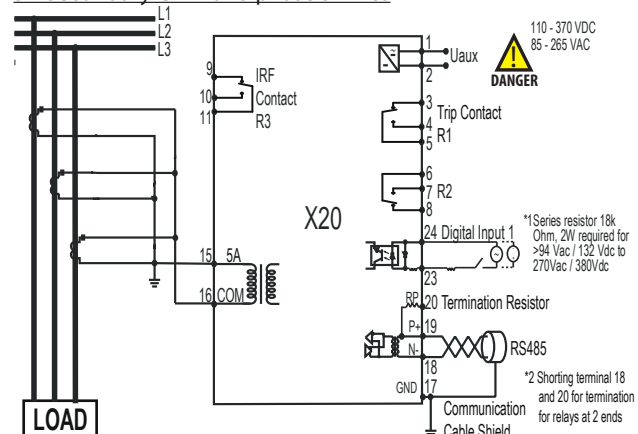 L1
L2
L3
110 - 370 VDC
85 - 265 VAC
DANGER
1
Uaux
2
9
IRF
10
Contact
11
R3
3
Trip Contact
4
R1
5
6
7
R2
8
X20
24
Digital Input 1
*1 Series resistor 18k
Ohm, 2W required for
>94 Vac / 132 Vdc to
270Vac / 380Vdc
23
15
5A
16
COM
RP
20
Termination Resistor
P+
19
N-
18
RS485
GND
17
*2 Shorting terminal 18
and 20 for termination
for relays at 2 ends
Communication
Cable Shield
LOAD